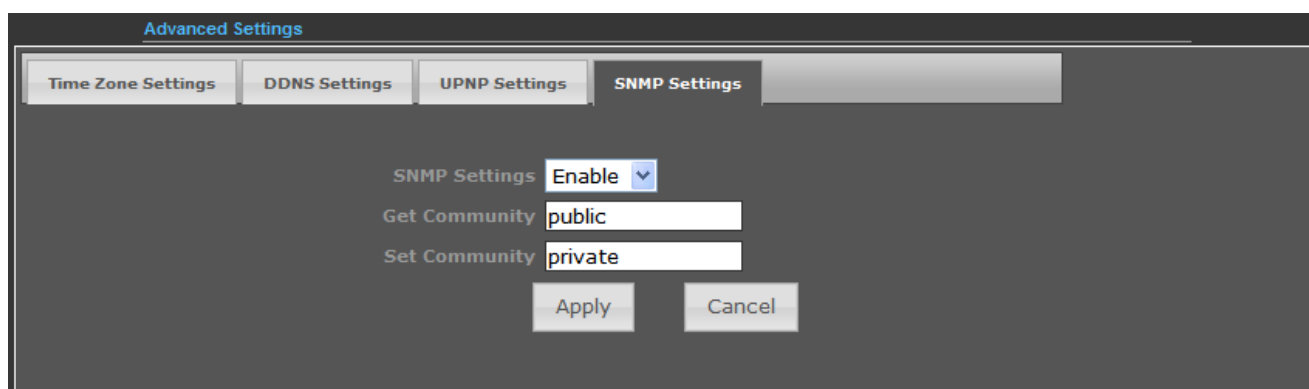 Advanced Settings
Time Zone Settings DDNS Settings UPNP Settings SNMP Settings
SNMP Settings Enable
Get Community public
Set Community private
Apply Cancel